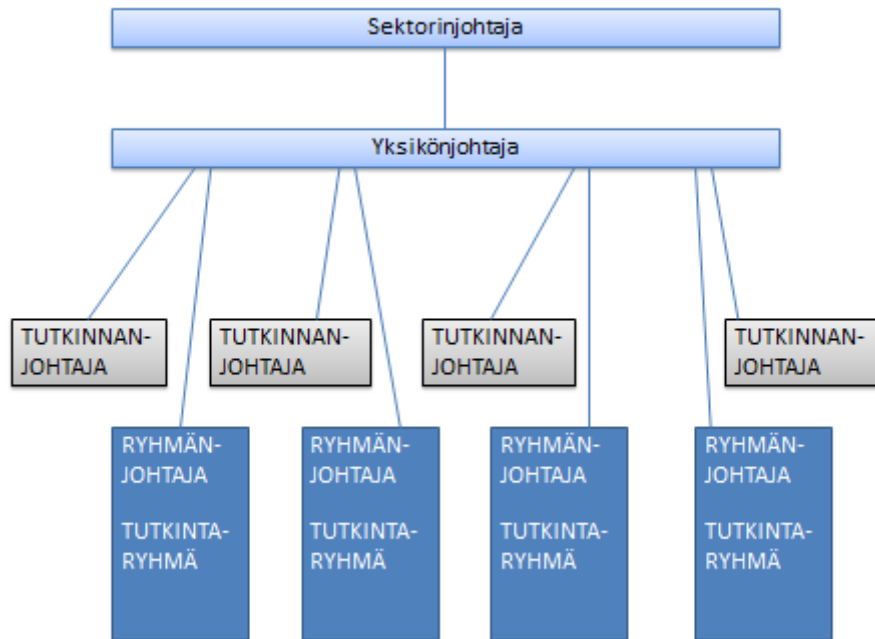 Sektorinjohtaja
Yksikönjohtaja
TUTKINNAN-
JOHTAJA
TUTKINNAN-
JOHTAJA
TUTKINNAN-
JOHTAJA
TUTKINNAN-
JOHTAJA
RYHMÄN-
JOHTAJA
TUTKINTA-
RYHMÄ
RYHMÄN-
JOHTAJA
TUTKINTA-
RYHMÄ
RYHMÄN-
JOHTAJA
TUTKINTA-
RYHMÄ
RYHMÄN-
JOHTAJA
TUTKINTA-
RYHMÄ